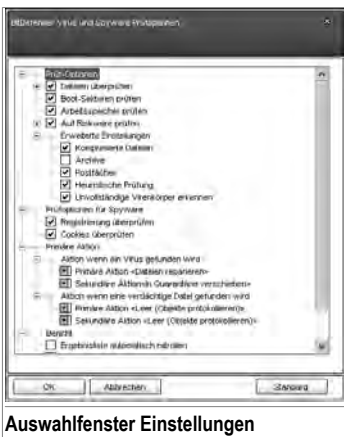 BitDefender Virus und Spyware Prüfoptionen
Prüf-Optionen
Dateien überprüfen
Boot-Sektoren prüfen
Arbeitsspeicher prüfen
Auf Riskware prüfen
Erweiterte Einstellungen
Komprimierte Dateien
Archive
Postfächer
Heuristische Prüfung
Unvollständige Virenkörper erkennen
Prüfoptionen für Spyware
Registrierung überprüfen
Cookies überprüfen
Primäre Aktion
Aktion wenn ein Virus gefunden wird
Primäre Aktion <Dateien reparieren>
Sekundäre Aktion<In Quarantäne verschieben>
Aktion wenn eine verdächtige Datei gefunden wird
Primäre Aktion <Leer (Objekte protokollieren)>
Sekundäre Aktion <Leer (Objekte protokollieren)>
Bericht
Ergebnisliste automatisch
OK
Abbrechen
Standard
Auswahlfenster Einstellungen